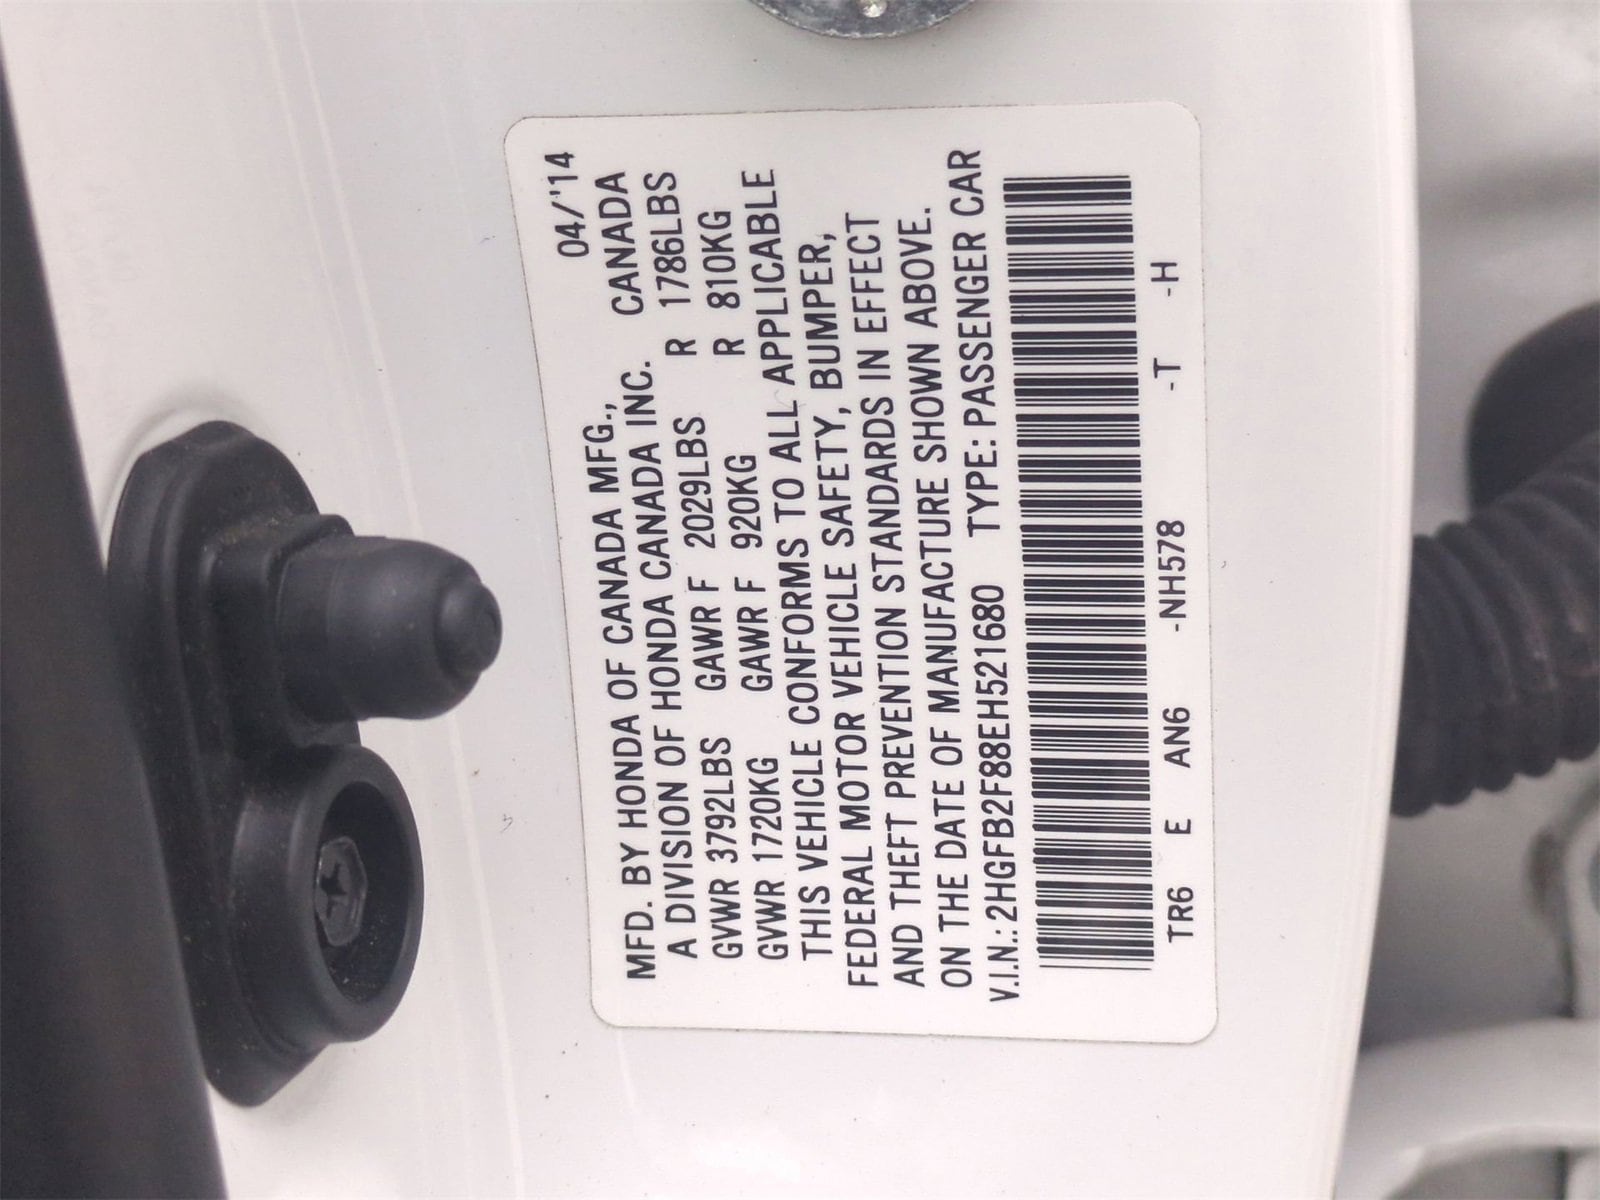 04/'14
MFD. BY HONDA OF CANADA MFG., CANADA
A DIVISION OF HONDA CANADA INC.
GVWR 3792LBS GAWR F 2029LBS R 1786LBS
GVWR 1720KG GAWR F 920KG R 810KG
THIS VEHICLE CONFORMS TO ALL APPLICABLE
FEDERAL MOTOR VEHICLE SAFETY, BUMPER,
AND THEFT PREVENTION STANDARDS IN EFFECT
ON THE DATE OF MANUFACTURE SHOWN ABOVE.
V.I.N.: 2HGFB2F88EH521680 TYPE: PASSENGER CAR
TR6 E AN6 -NH578 -T -H